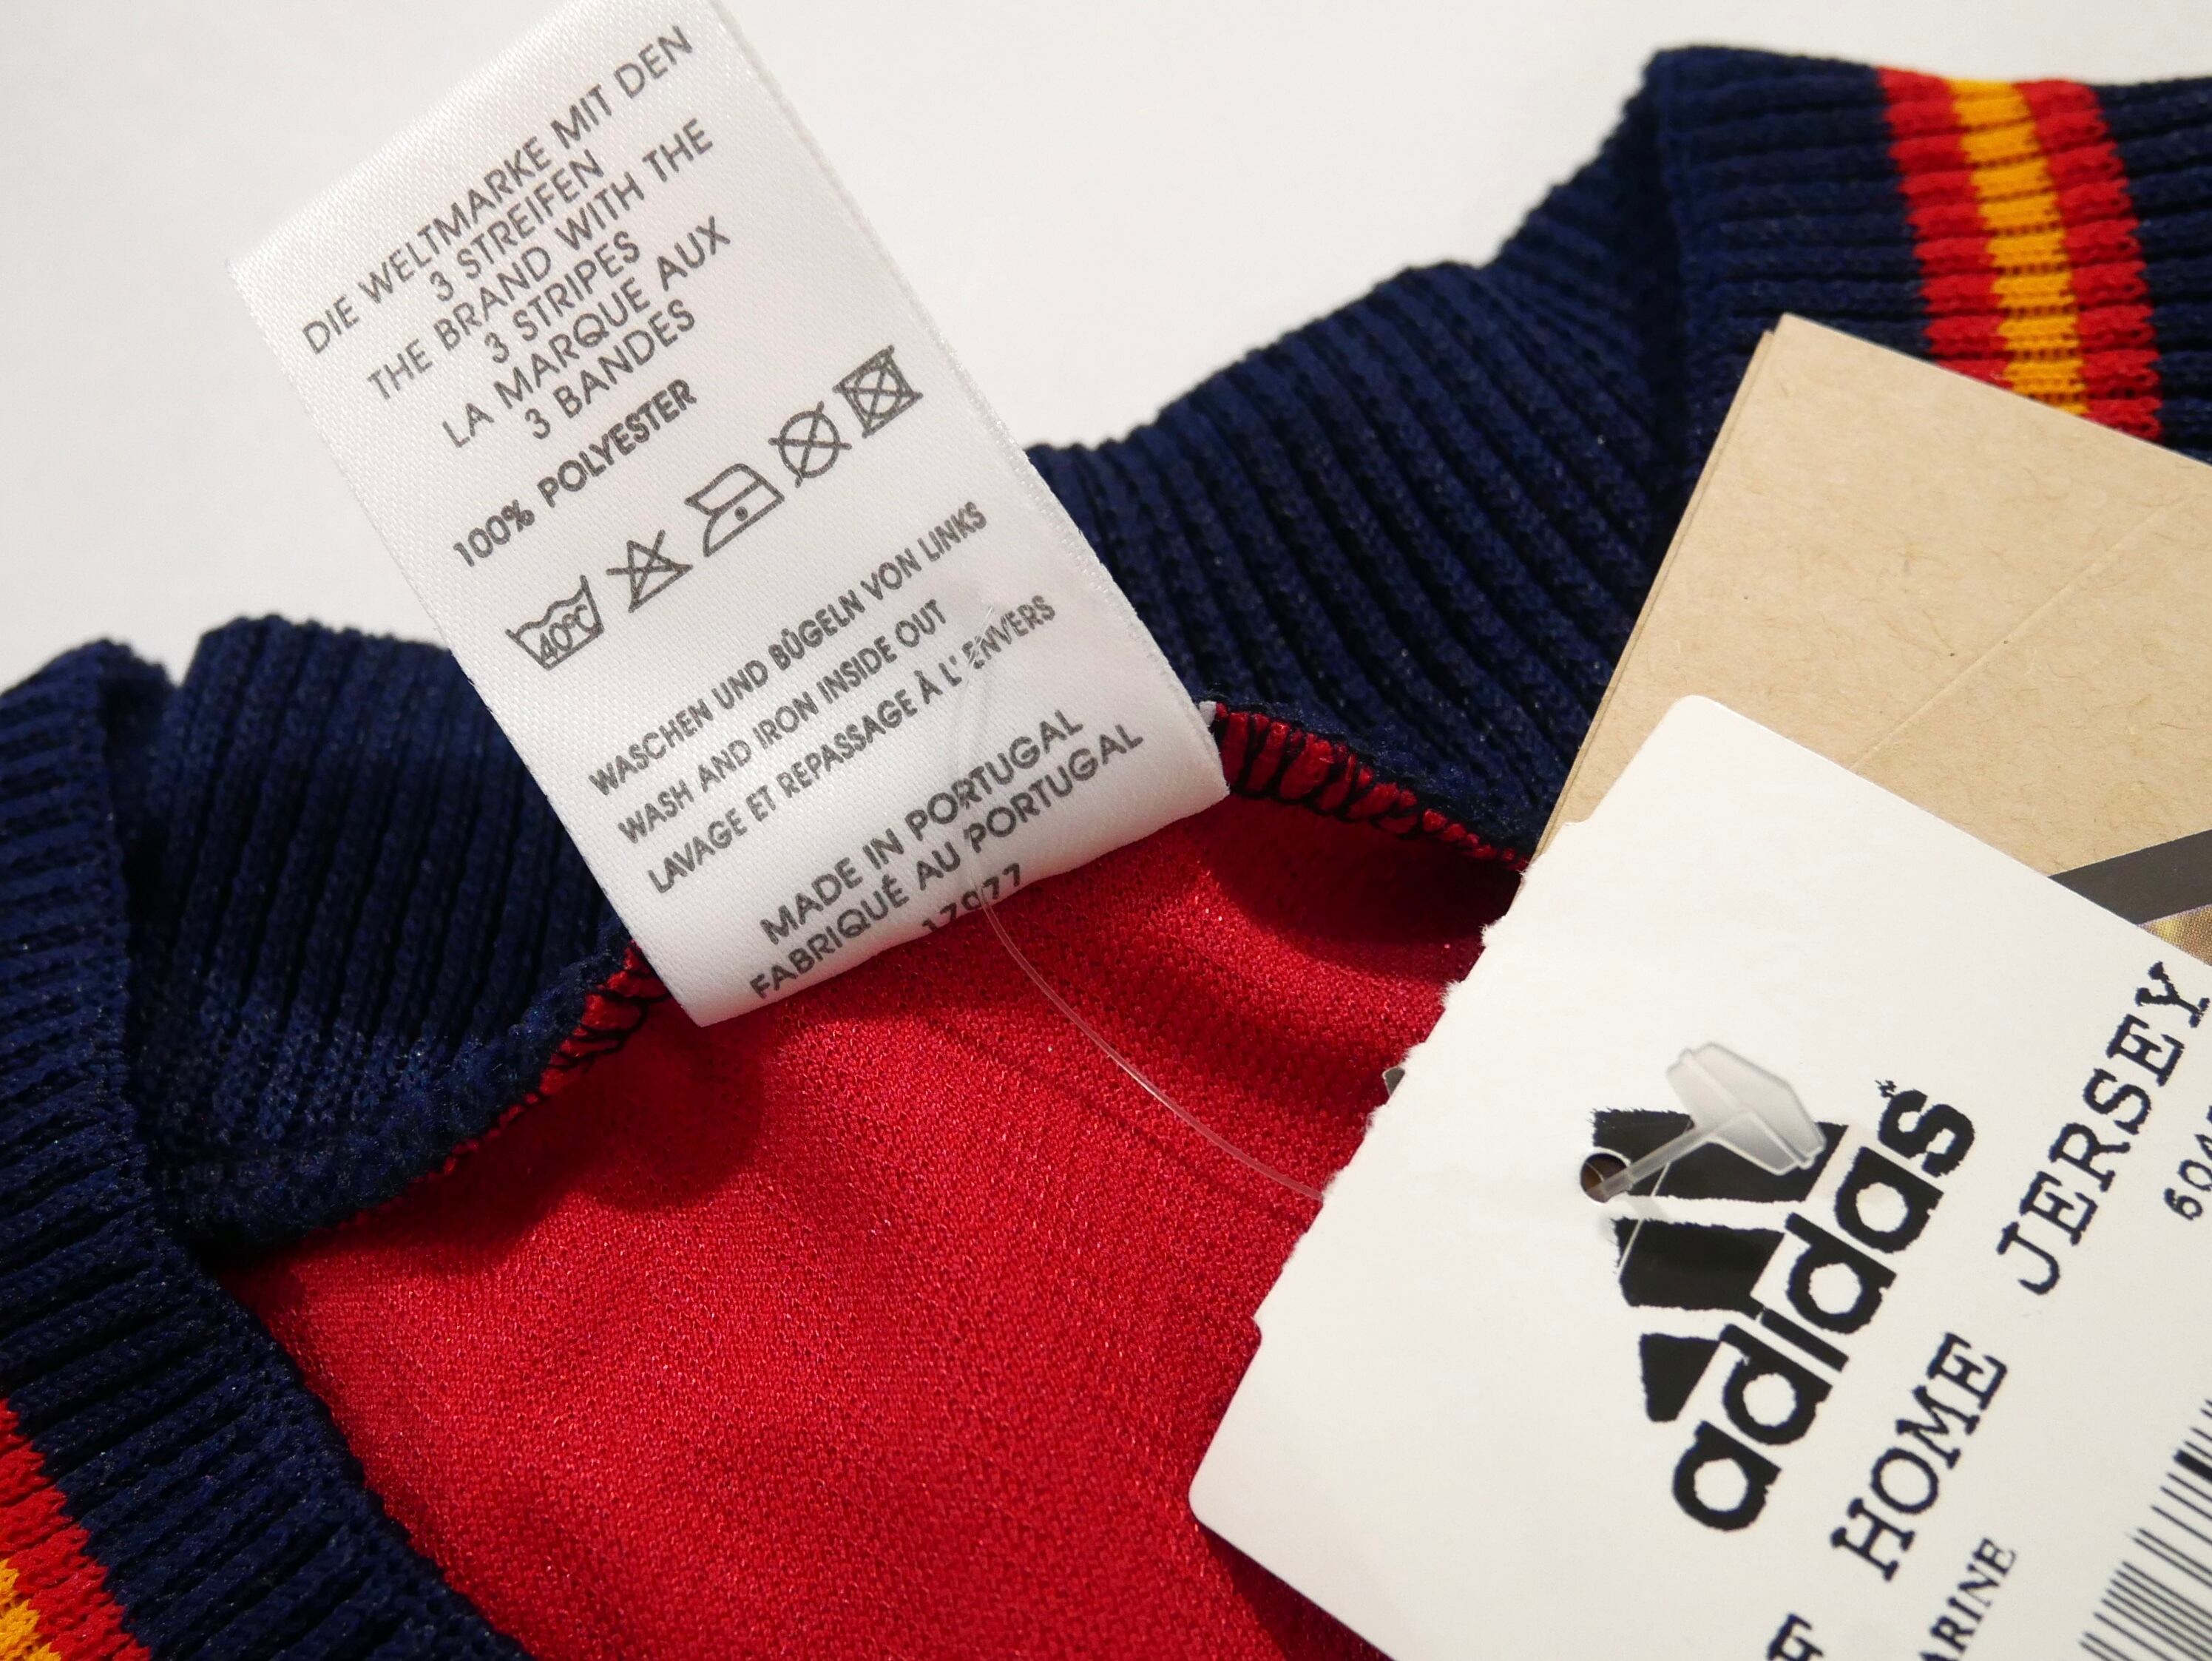 DIE WELTMARKE MIT DEN
3 STREIFEN
THE BRAND WITH THE
3 STRIPES
LA MARQUE AUX
3 BANDES
100% POLYESTER
40°C
WASCHEN UND BÜGELN VON LINKS
WASH AND IRON INSIDE OUT
LAVAGE ET REPASSAGE À L'ENVERS
MADE IN PORTUGAL
FABRIQUÉ AU PORTUGAL
adidas
HOME JERSEY